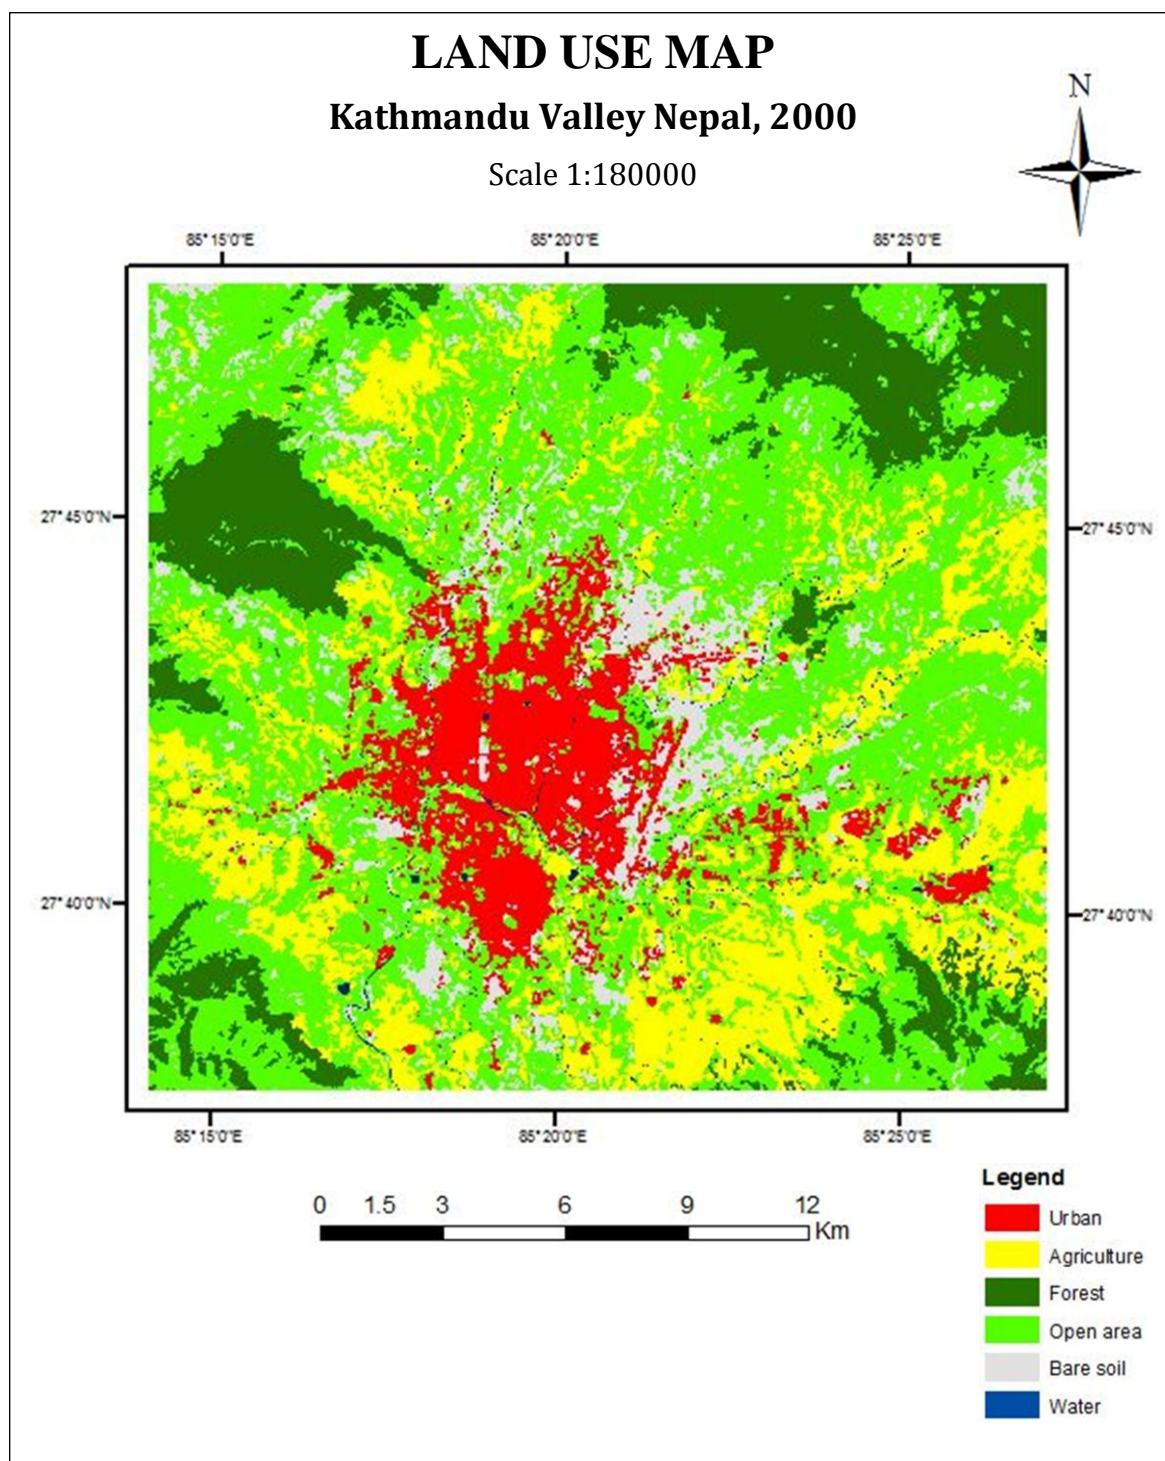 LAND USE MAP
Kathmandu Valley Nepal, 2000
Scale 1:180000
N
85°15'0"E 85°20'0"E 85°25'0"E
27°45'0"N 27°45'0"N
27°40'0"N 27°40'0"N
85°15'0"E 85°20'0"E 85°25'0"E
0 1.5 3 6 9 12
Km
Legend
Urban
Agriculture
Forest
Open area
Bare soil
Water